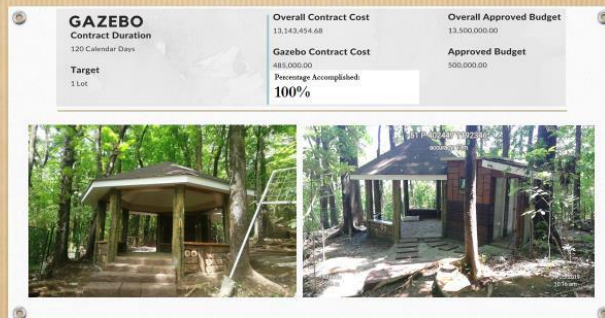 GAZEBO
Contract Duration
120 Calendar Days
Target
1 Lot
Overall Contract Cost
13,143,454.68
Gazebo Contract Cost
485,000.00
Percentage Accomplished:
100%
Overall Approved Budget
13,500,000.00
Approved Budget
500,000.00